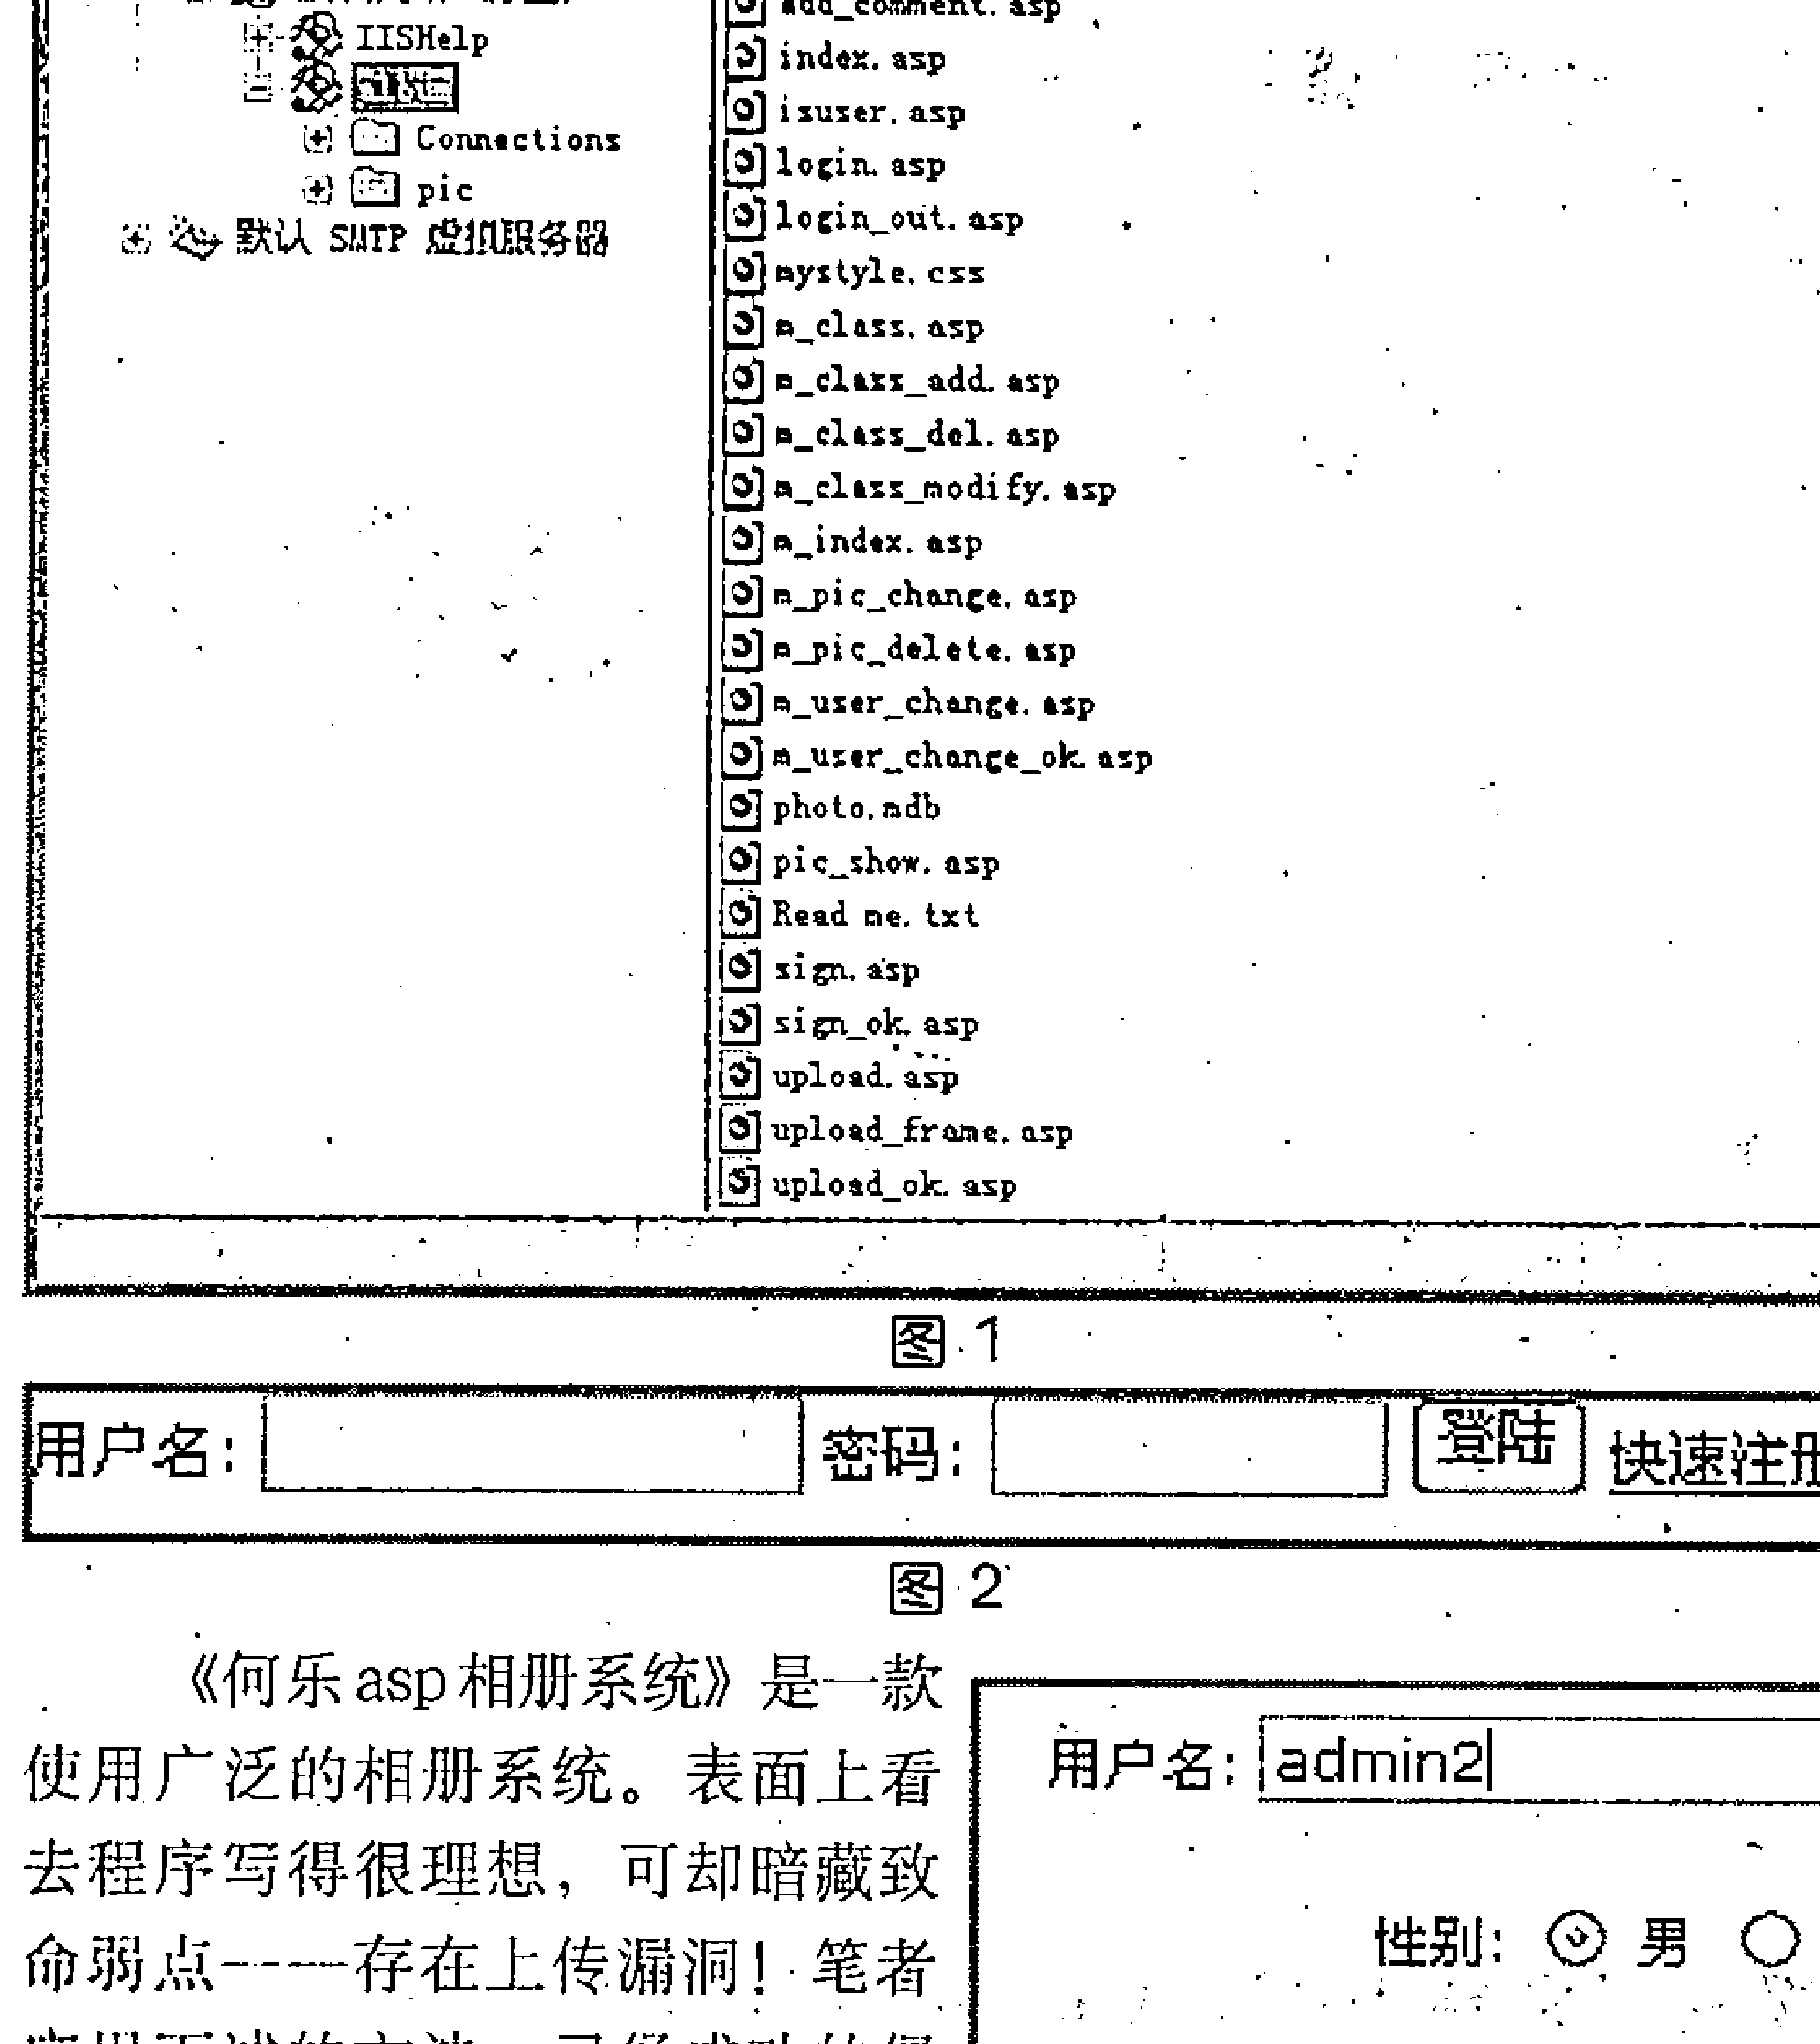 add_comment.asp
IISHelp
index.asp
isuser.asp
Connections
login.asp
pic
login_out.asp
默认 SMTP 虚拟服务器
mystyle.css
m_class.asp
m_class_add.asp
m_class_del.asp
m_class_modify.asp
m_index.asp
m_pic_change.asp
m_pic_delete.asp
m_user_change.asp
m_user_change_ok.asp
photo.mdb
pic_show.asp
Read me.txt
sign.asp
sign_ok.asp
upload.asp
upload_frame.asp
upload_ok.asp
图 1
用户名: 密码: 登陆 快速注册
图 2
《何乐asp相册系统》是一款
使用广泛的相册系统。表面上看
去程序写得很理想，可却暗藏致
命弱点----存在上传漏洞！笔者
用户名: admin2
性别: 男